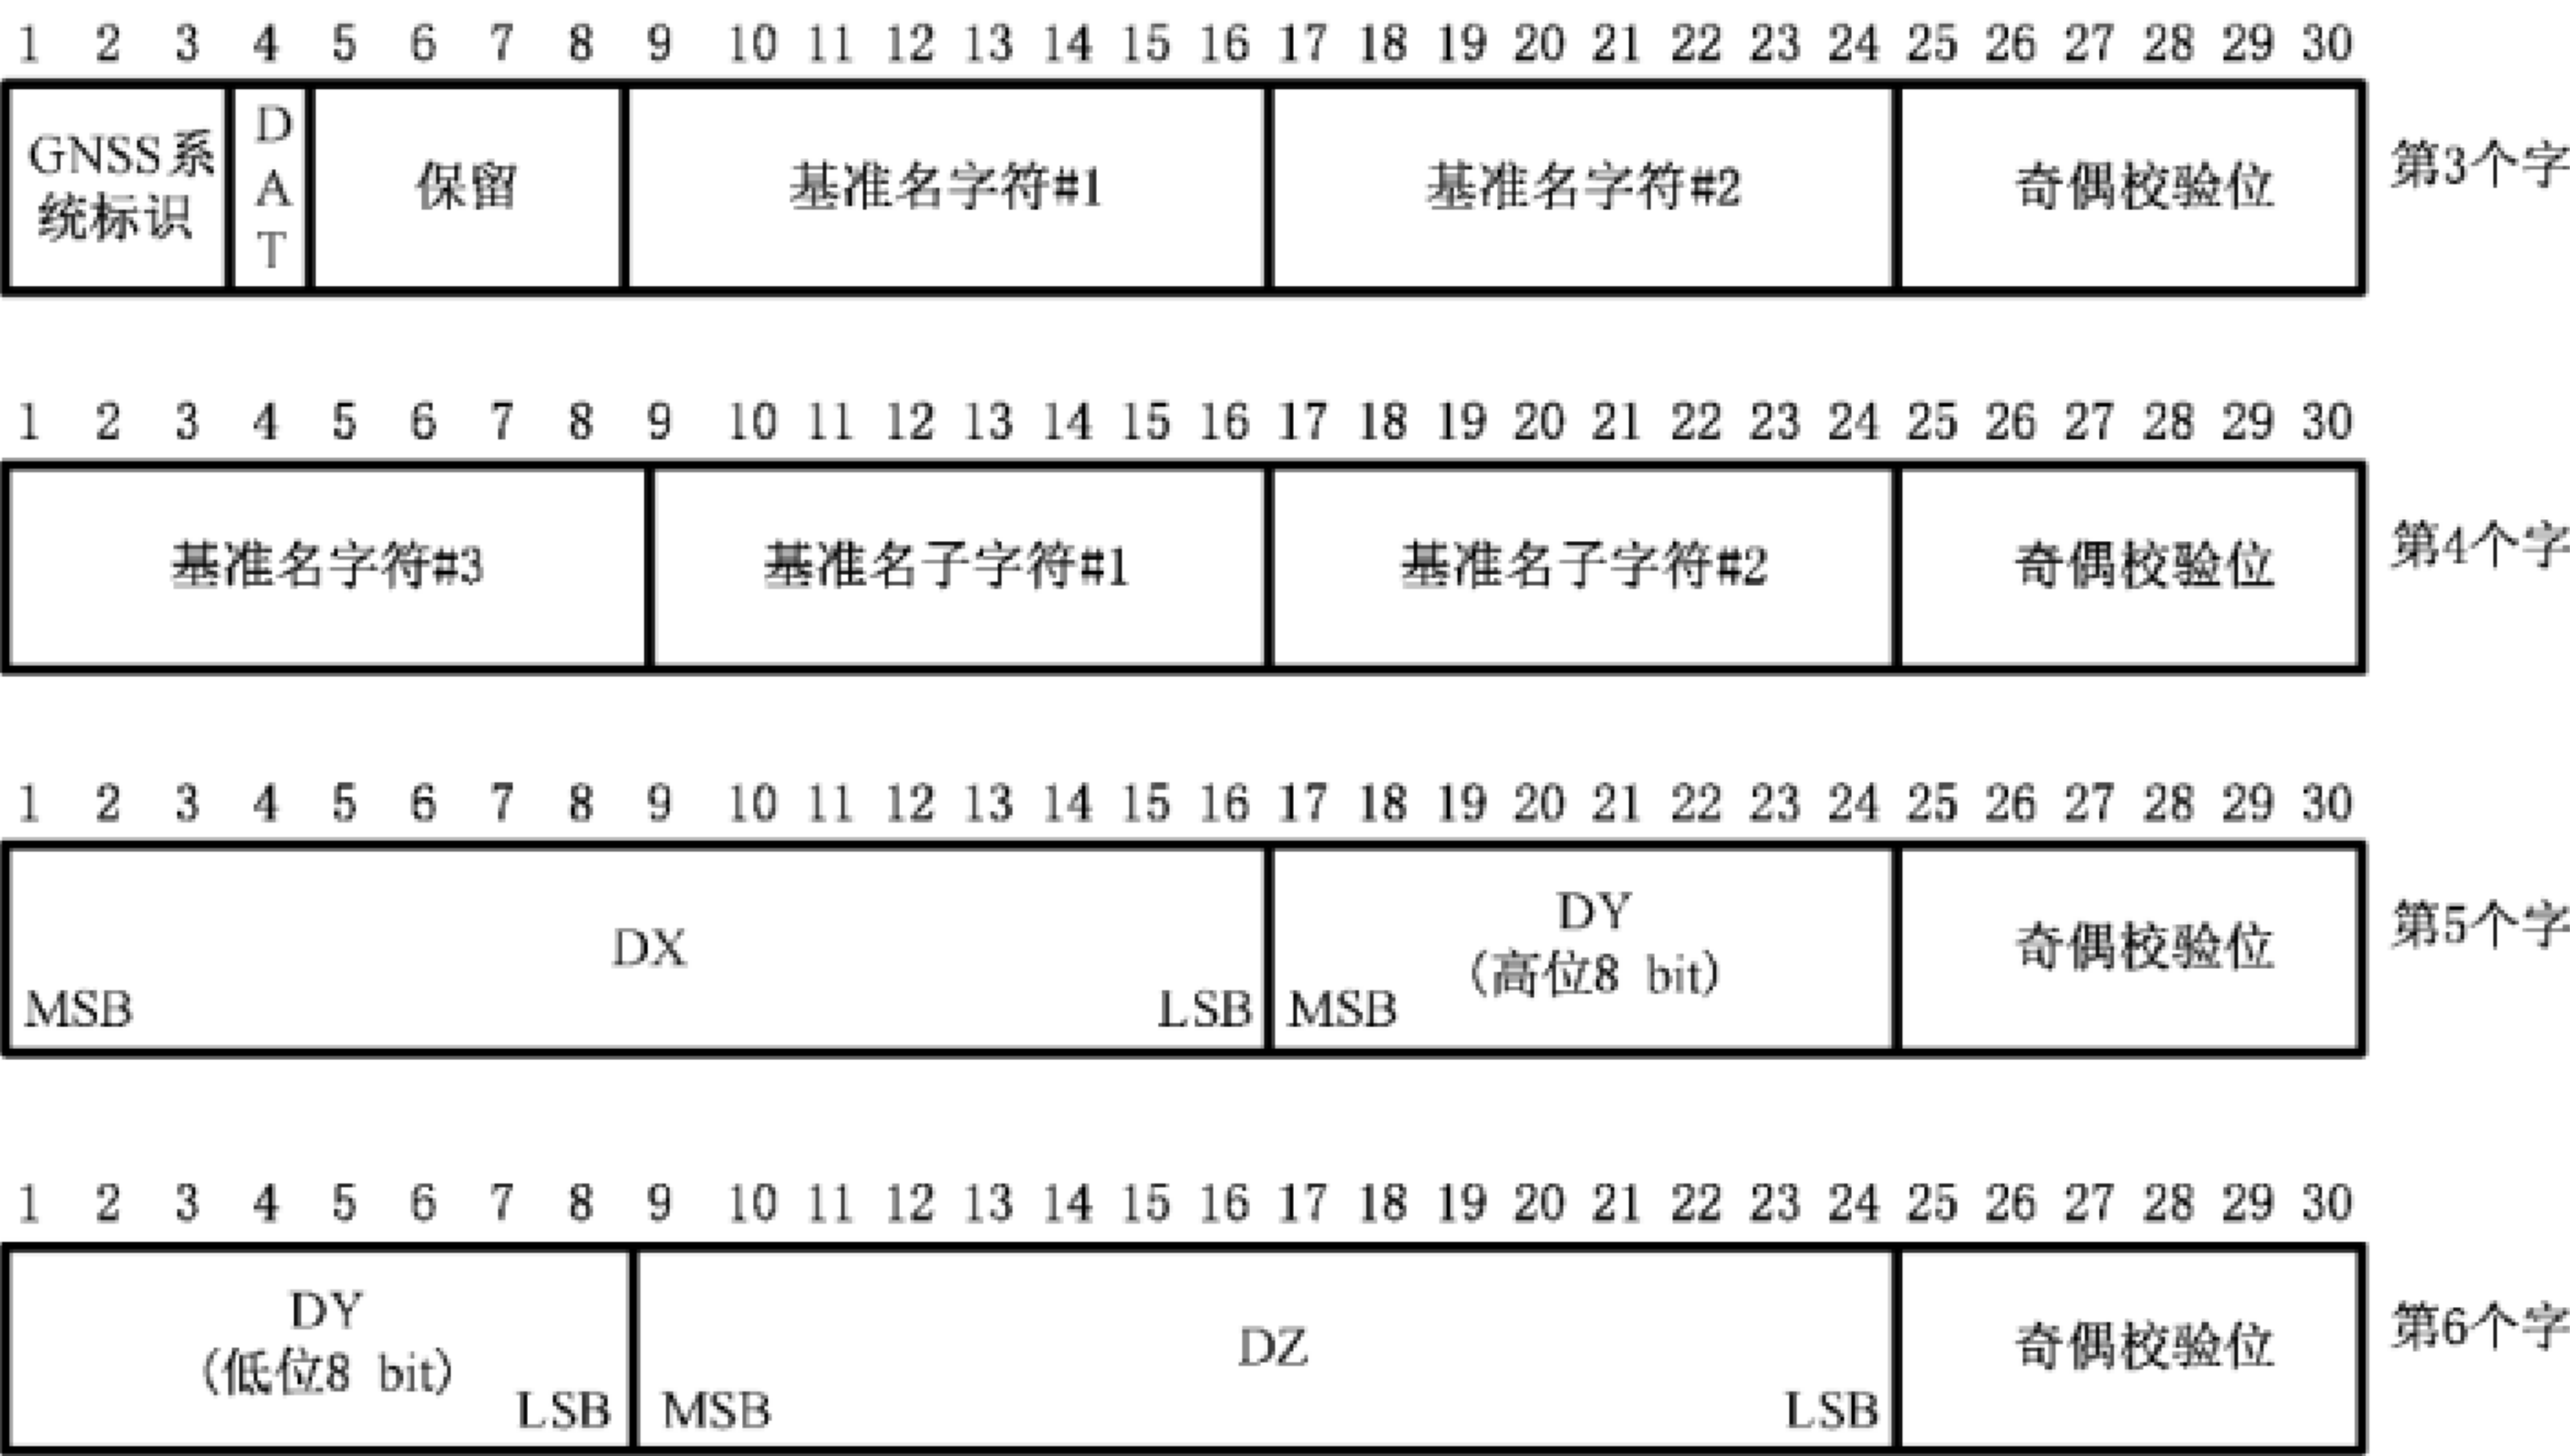 1 2 3 4 5 6 7 8 9 10 11 12 13 14 15 16 17 18 19 20 21 22 23 24 25 26 27 28 29 30
GNSS系
统标识
D
A
T
保留
基准名字符#1
基准名字符#2
奇偶校验位
第3个字
1 2 3 4 5 6 7 8 9 10 11 12 13 14 15 16 17 18 19 20 21 22 23 24 25 26 27 28 29 30
基准名字符#3
基准名子字符#1
基准名子字符#2
奇偶校验位
第4个字
1 2 3 4 5 6 7 8 9 10 11 12 13 14 15 16 17 18 19 20 21 22 23 24 25 26 27 28 29 30
DX
MSB
LSB
DY
(高位8 bit)
MSB
奇偶校验位
第5个字
1 2 3 4 5 6 7 8 9 10 11 12 13 14 15 16 17 18 19 20 21 22 23 24 25 26 27 28 29 30
DY
(低位8 bit)
LSB
DZ
MSB
LSB
奇偶校验位
第6个字